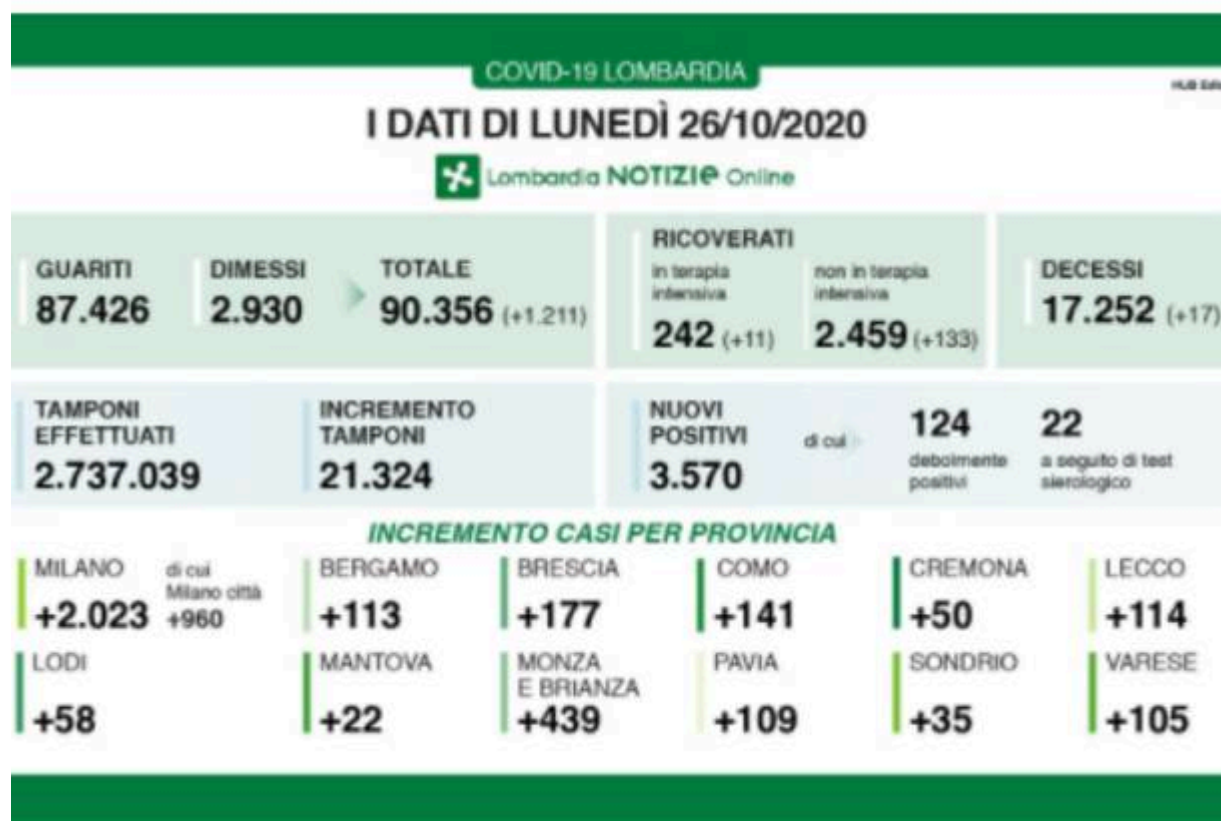 COVID-19 LOMBARDIA
I DATI DI LUNEDÌ 26/10/2020
Lombardia NOTIZIE Online
GUARITI
87.426
DIMESSI
2.930
TOTALE
90.356 (+1.211)
RICOVERATI
in terapia
intensiva
242 (+11)
non in terapia
intensiva
2.459 (+133)
DECESSI
17.252 (+17)
TAMPONI
EFFETTUATI
2.737.039
INCREMENTO
TAMPONI
21.324
NUOVI
POSITIVI
3.570
di cui
124
debolmente
positivi
22
a seguito di test
sierologico
INCREMENTO CASI PER PROVINCIA
MILANO
+2.023
di cui
Milano città
+960
BERGAMO
+113
BRESCIA
+177
COMO
+141
CREMONA
+50
LECCO
+114
LODI
+58
MANTOVA
+22
MONZA
E BRIANZA
+439
PAVIA
+109
SONDRIO
+35
VARESE
+105